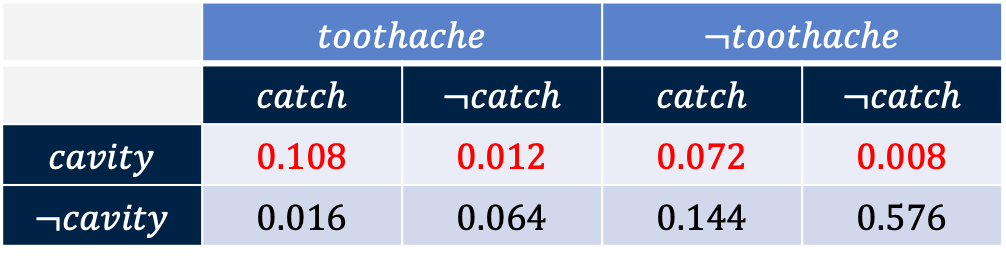 toothache ¬toothache
catch ¬catch catch ¬catch
cavity 0.108 0.012 0.072 0.008
¬cavity 0.016 0.064 0.144 0.576